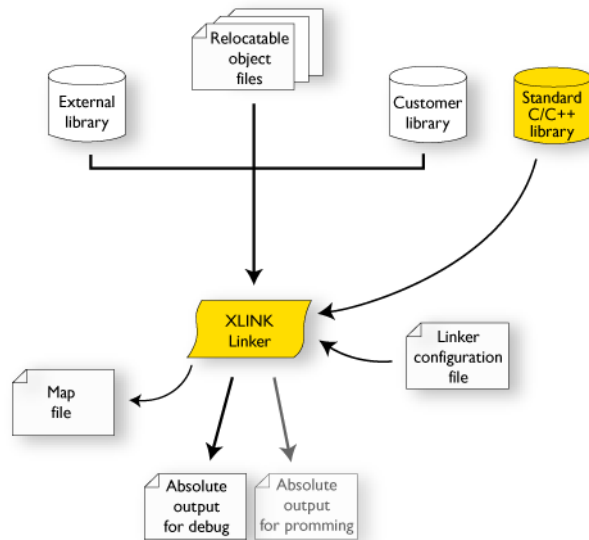 Relocatable
object
files
External
library
Customer
library
Standard
C/C++
library
XLINK
Linker
Linker
configuration
file
Map
file
Absolute
output
for debug
Absolute
output
for promming